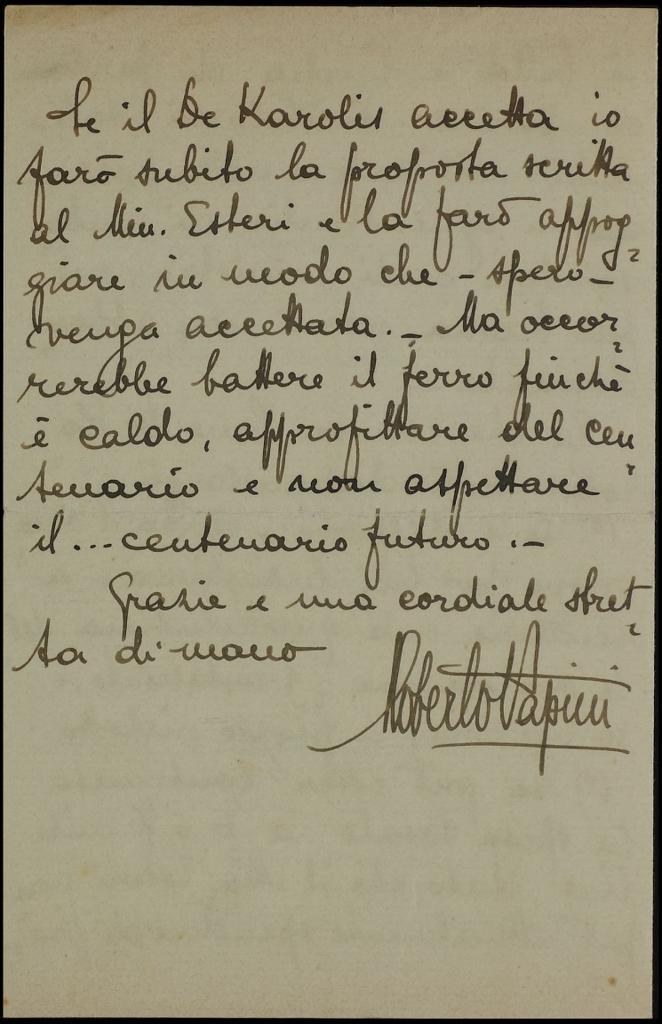 Se il De Karolis accetta io
farò subito la proposta scritta
al Min. Esteri e la farò appog=
giare in modo che - spero -
venga accettata. - Ma occor=
rerebbe battere il ferro finchè
è caldo, approfittare del cen=
tenario e non aspettare
il... centenario futuro. -
Grazie e una cordiale stret=
ta di mano
Roberto Papini